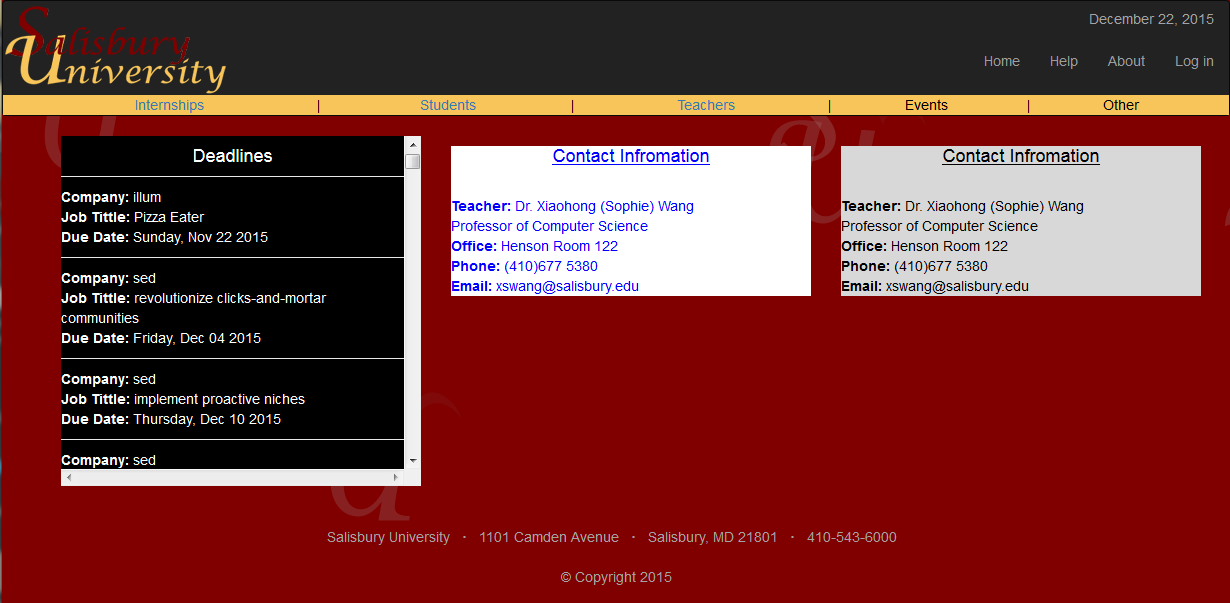 Salisbury
University
December 22, 2015
Home Help About Log in
Internships | Students | Teachers | Events | Other
Deadlines
Company: illum
Job Tittle: Pizza Eater
Due Date: Sunday, Nov 22 2015
Company: sed
Job Tittle: revolutionize clicks-and-mortar
communities
Due Date: Friday, Dec 04 2015
Company: sed
Job Tittle: implement proactive niches
Due Date: Thursday, Dec 10 2015
Company: sed
Contact Infromation
Teacher: Dr. Xiaohong (Sophie) Wang
Professor of Computer Science
Office: Henson Room 122
Phone: (410)677 5380
Email: xswang@salisbury.edu
Contact Infromation
Teacher: Dr. Xiaohong (Sophie) Wang
Professor of Computer Science
Office: Henson Room 122
Phone: (410)677 5380
Email: xswang@salisbury.edu
Salisbury University · 1101 Camden Avenue · Salisbury, MD 21801 · 410-543-6000
© Copyright 2015